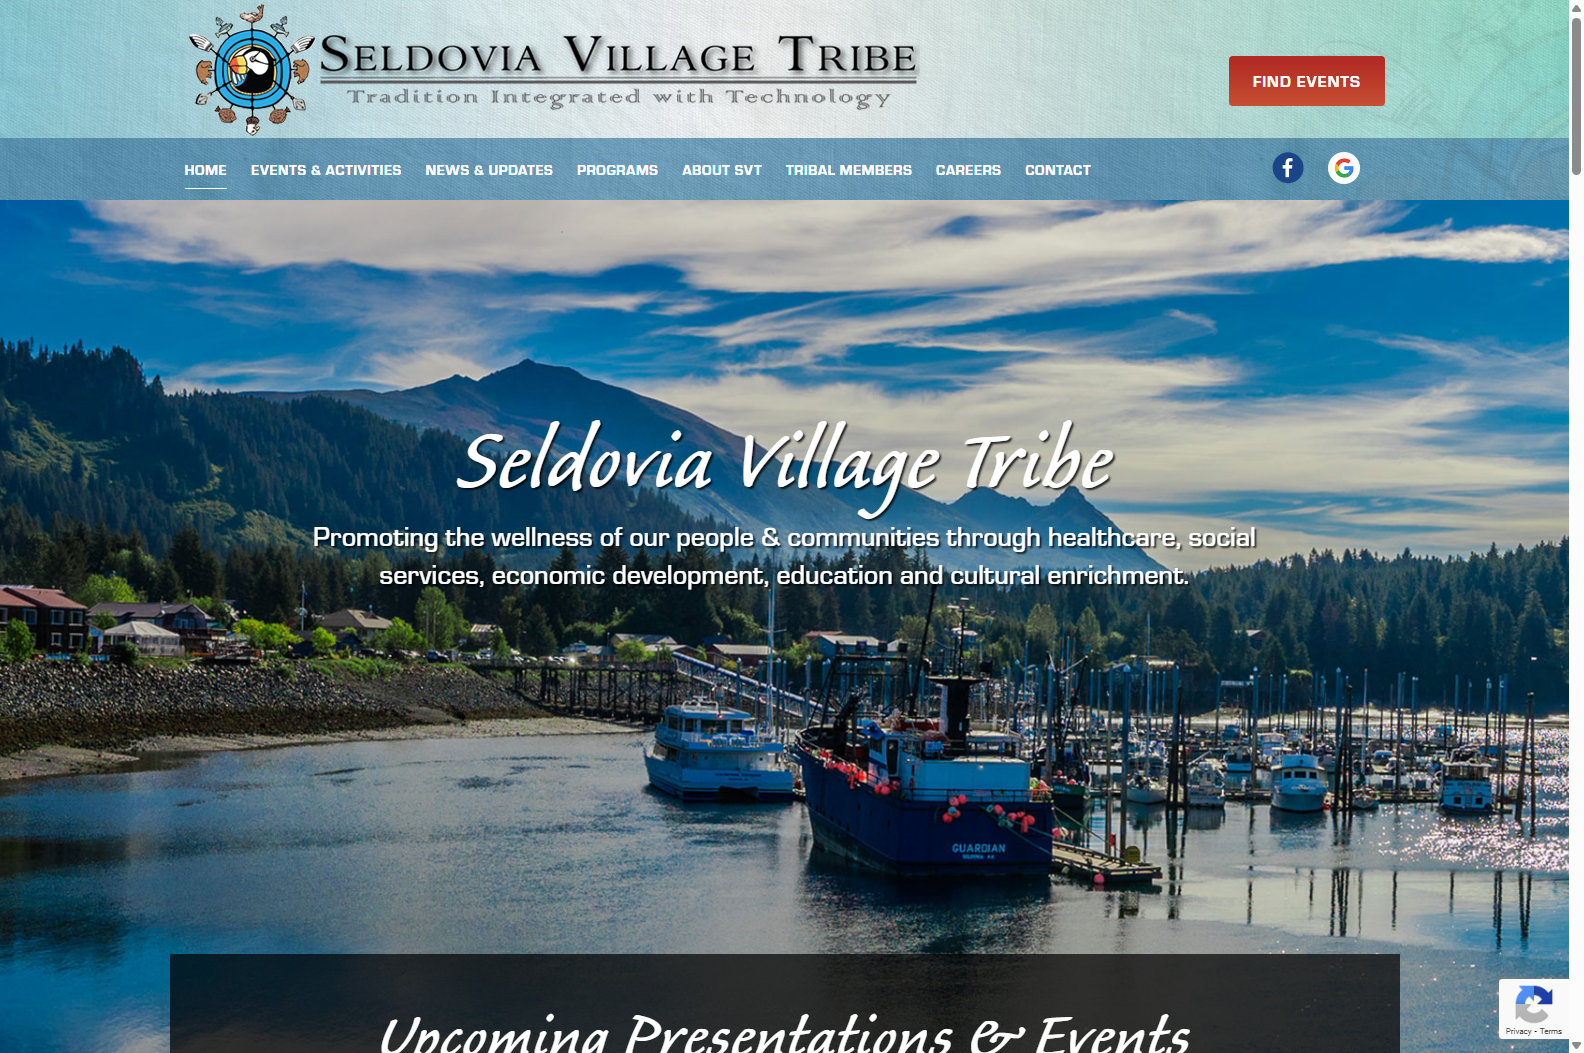 SELDOVIA VILLAGE TRIBE
Tradition Integrated with Technology
FIND EVENTS
HOME EVENTS & ACTIVITIES NEWS & UPDATES PROGRAMS ABOUT SVT TRIBAL MEMBERS CAREERS CONTACT
Seldovia Village Tribe
Promoting the wellness of our people & communities through healthcare, social
services, economic development, education and cultural enrichment.
GUARDIAN
Upcoming Presentations & Events
Privacy - Terms